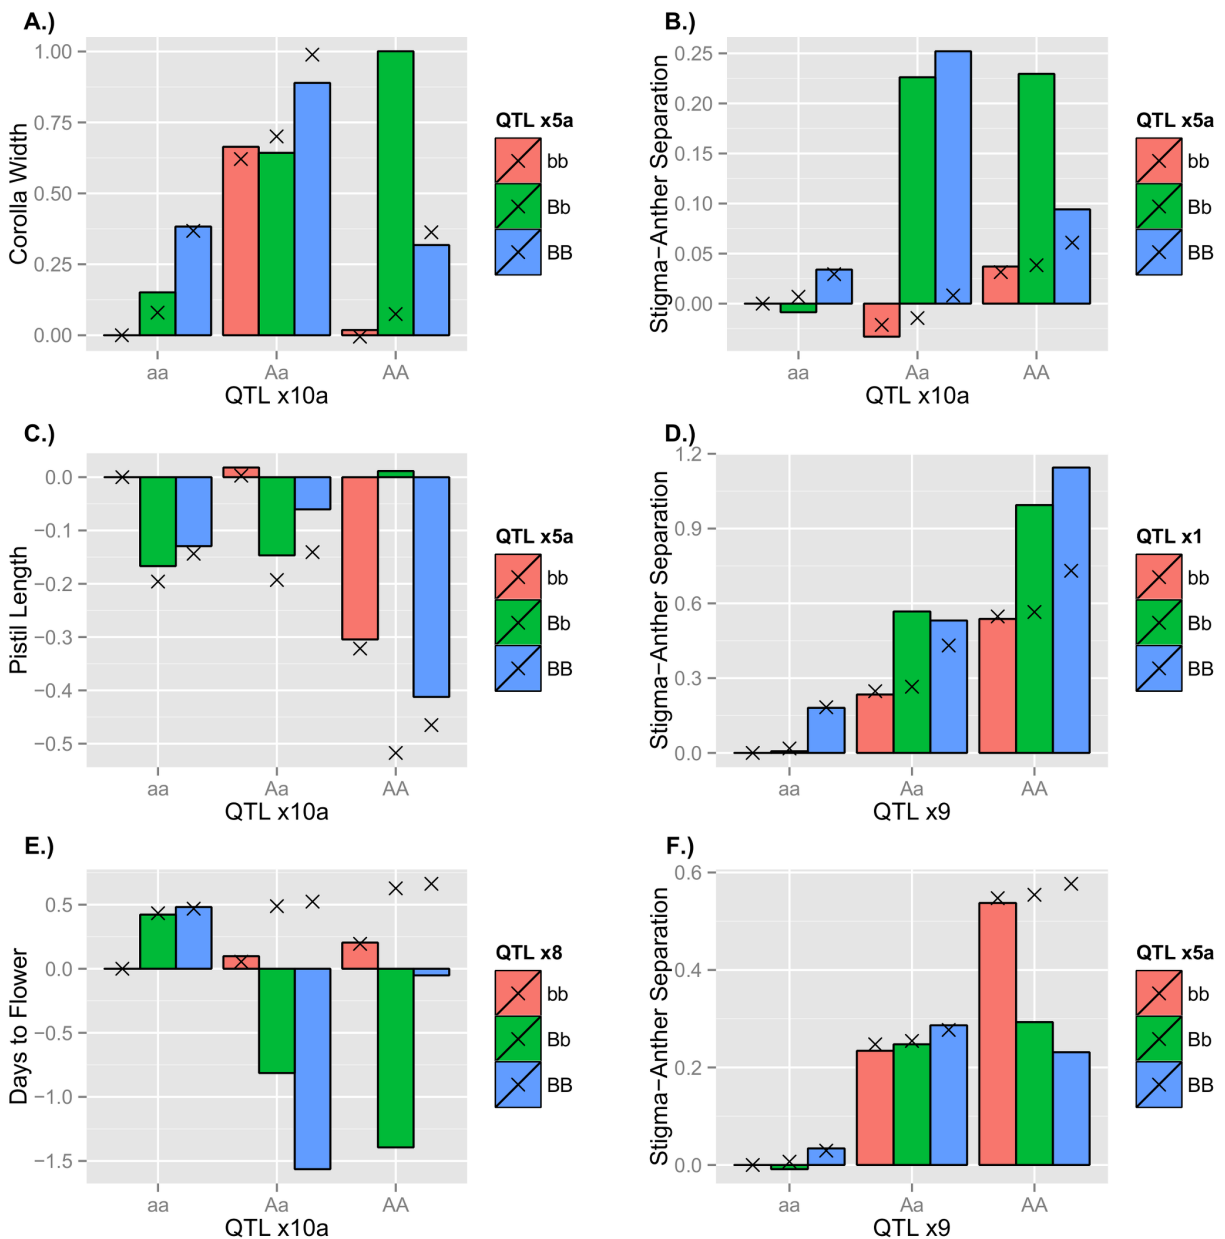 A.)
Corolla Width
1.00
0.75
0.50
0.25
0.00
aa
Aa
AA
QTL x10a
QTL x5a
bb
Bb
BB
B.)
Stigma−Anther Separation
0.25
0.20
0.15
0.10
0.05
0.00
aa
Aa
AA
QTL x10a
QTL x5a
bb
Bb
BB
C.)
Pistil Length
0.0
−0.1
−0.2
−0.3
−0.4
−0.5
aa
Aa
AA
QTL x10a
QTL x5a
bb
Bb
BB
D.)
Stigma−Anther Separation
1.2
0.9
0.6
0.3
0.0
aa
Aa
AA
QTL x9
QTL x1
bb
Bb
BB
E.)
Days to Flower
0.5
0.0
−0.5
−1.0
−1.5
aa
Aa
AA
QTL x10a
QTL x8
bb
Bb
BB
F.)
Stigma−Anther Separation
0.6
0.4
0.2
0.0
aa
Aa
AA
QTL x9
QTL x5a
bb
Bb
BB